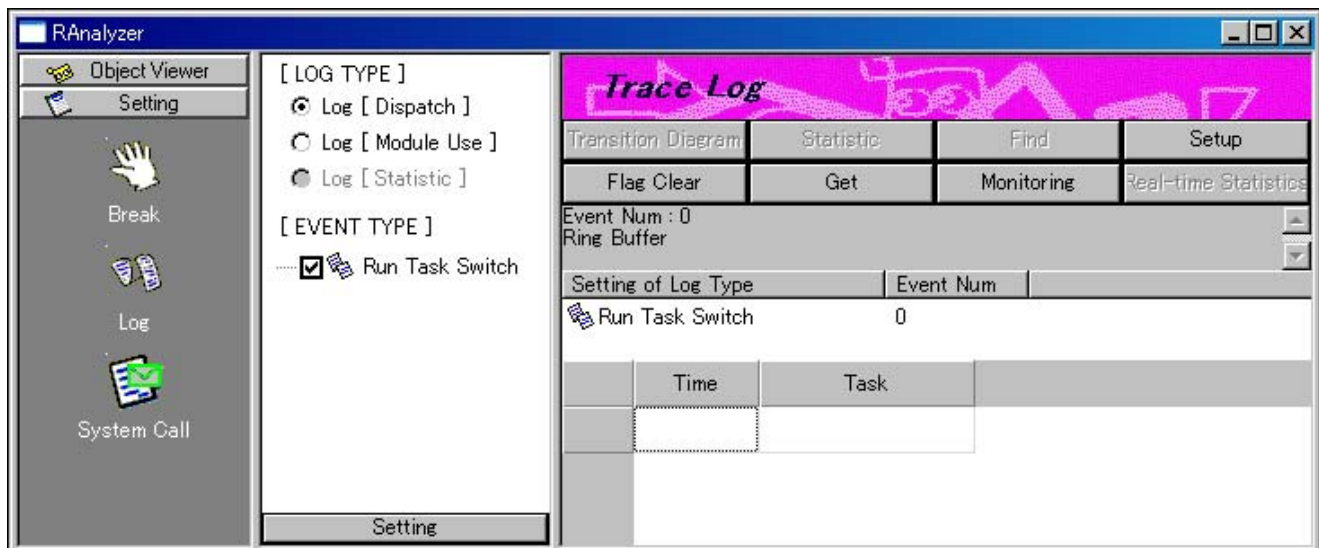 RAnalyzer
Object Viewer
Setting
Break
Log
System Call
[ LOG TYPE ]
Log [ Dispatch ]
Log [ Module Use ]
Log [ Statistic ]
[ EVENT TYPE ]
Run Task Switch
Setting
Trace Log
Transition Diagram Statistic Find Setup
Flag Clear Get Monitoring Real-time Statistics
Event Num : 0
Ring Buffer
Setting of Log Type Event Num
Run Task Switch 0
Time Task